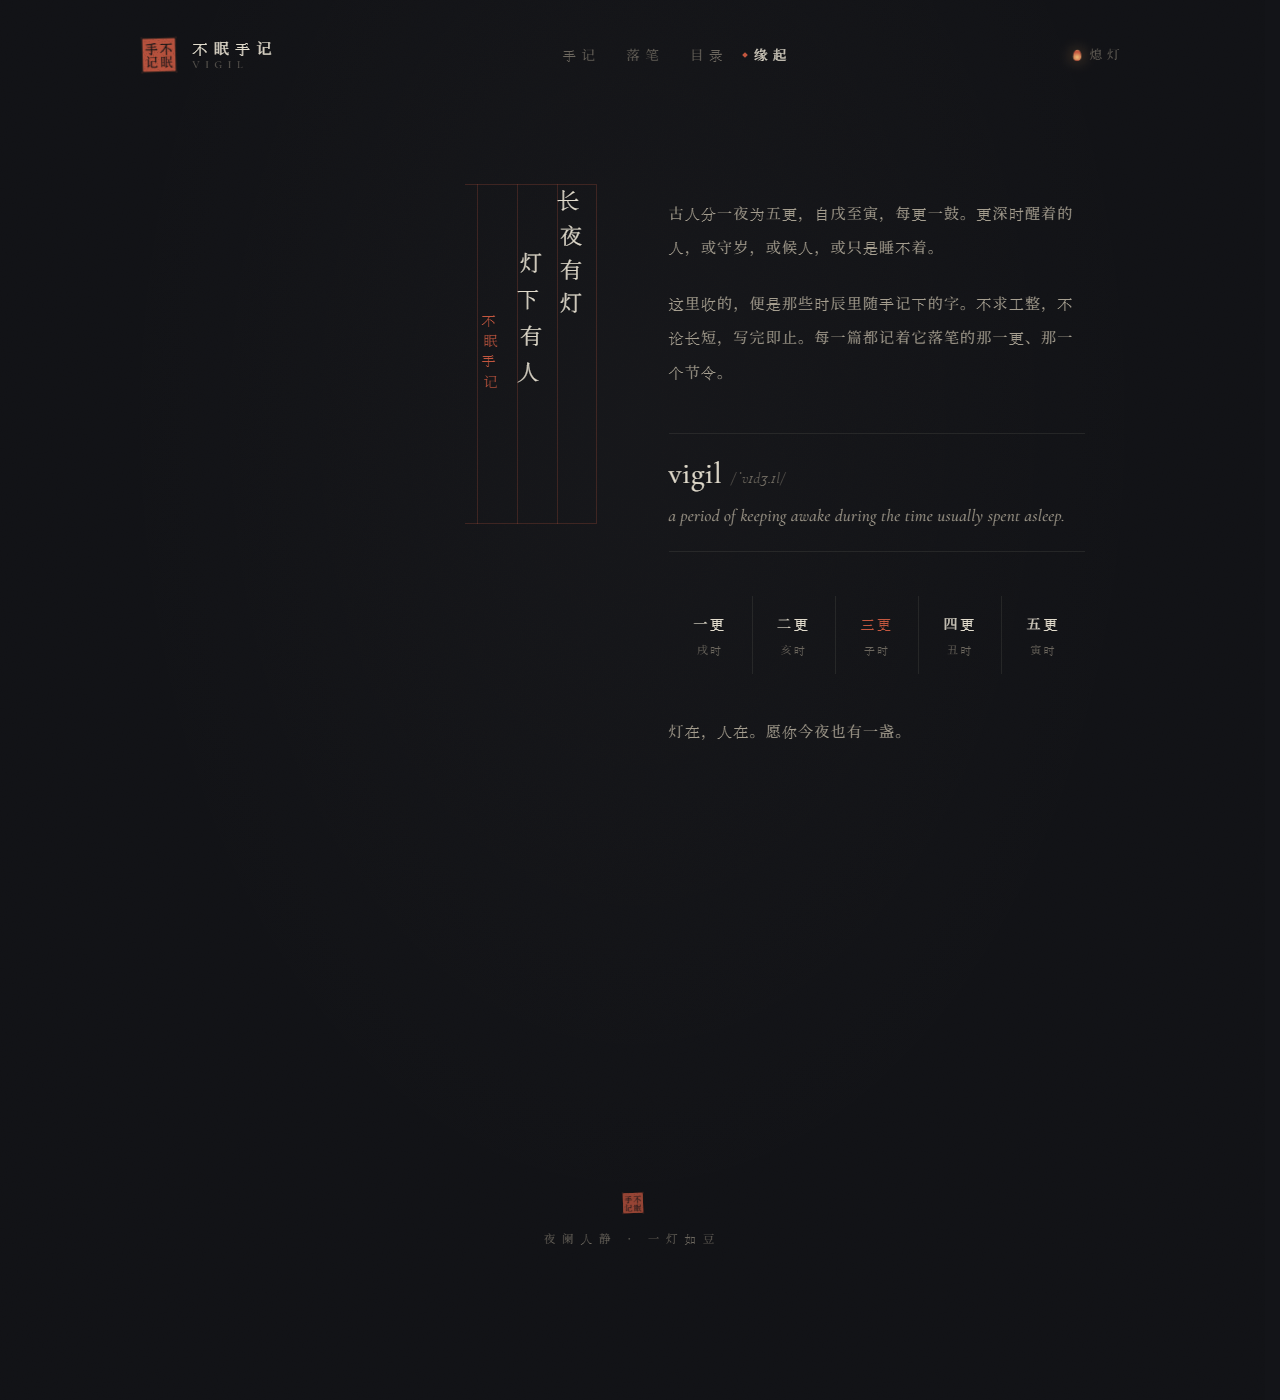 不眠手记
不眠手记
VIGIL
手记
落笔
目录
缘起
熄灯
长夜有灯
灯下有人
不眠手记
古人分一夜为五更，自戌至寅，每更一鼓。更深时醒着的
人，或守岁，或候人，或只是睡不着。
这里收的，便是那些时辰里随手记下的字。不求工整，不
论长短，写完即止。每一篇都记着它落笔的那一更、那一
个节令。
vigil /ˈvɪdʒ.ɪl/
a period of keeping awake during the time usually spent asleep.
一更
戌时
二更
亥时
三更
子时
四更
丑时
五更
寅时
灯在，人在。愿你今夜也有一盏。
不眠手记
夜阑人静 · 一灯如豆